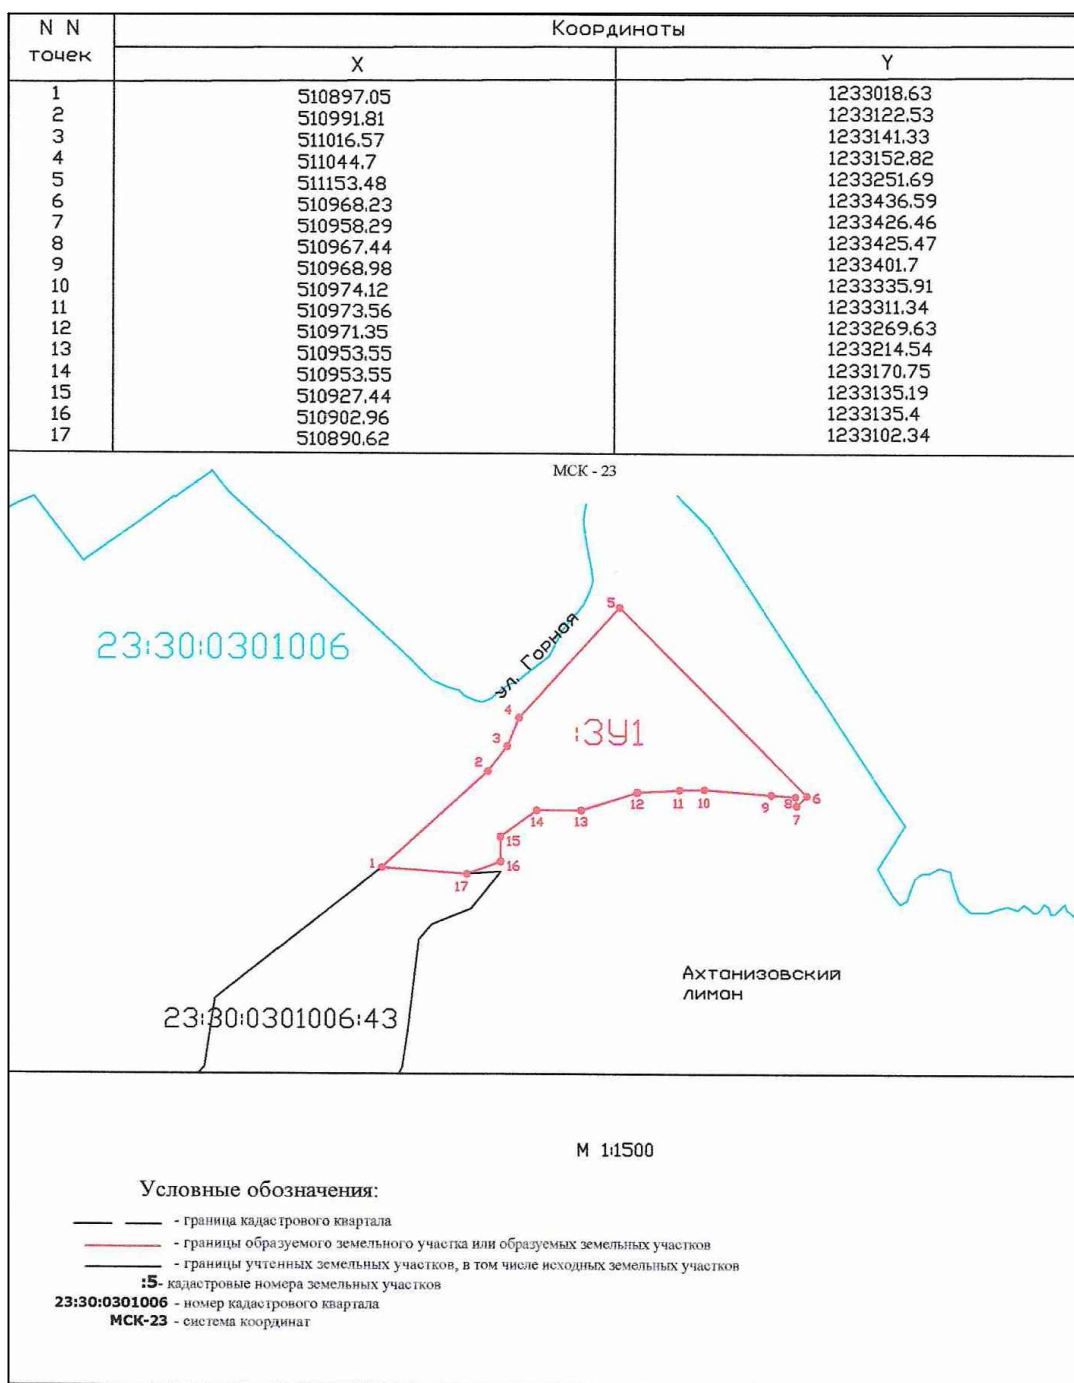 N N точек Координаты
X Y
1 510897.05 1233018.63
2 510991.81 1233122.53
3 511016.57 1233141.33
4 511044.7 1233152.82
5 511153.48 1233251.69
6 510968.23 1233436.59
7 510958.29 1233426.46
8 510967.44 1233425.47
9 510968.98 1233401.7
10 510974.12 1233335.91
11 510973.56 1233311.34
12 510971.35 1233269.63
13 510953.55 1233214.54
14 510953.55 1233170.75
15 510927.44 1233135.19
16 510902.96 1233135.4
17 510890.62 1233102.34
МСК - 23
5
23:30:0301006
ул. Горная
4
:ЗУ1
3
2
12
11
10
9
8
6
7
14
13
15
1
16
17
Ахтанизовский
лиман
23:30:0301006:43
М 1:1500
Условные обозначения:
- граница кадастрового квартала
- границы образуемого земельного участка или образуемых земельных участков
- границы учтенных земельных участков, в том числе исходных земельных участков
:5- кадастровые номера земельных участков
23:30:0301006 - номер кадастрового квартала
МСК-23 - система координат